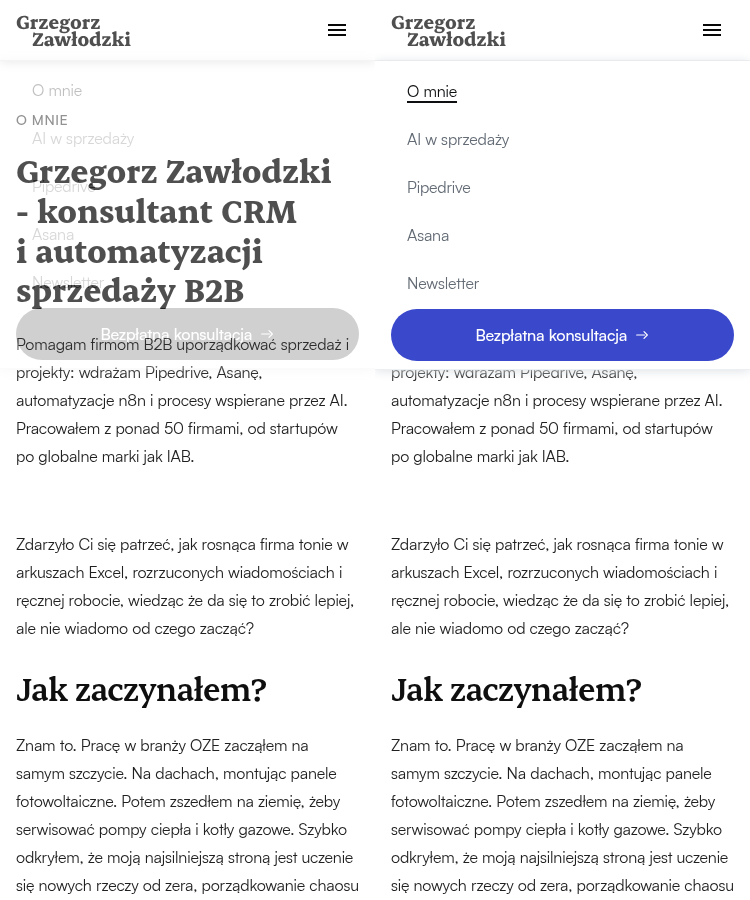 Grzegorz
Zawłodzki
O mnie
O MNIE
AI w sprzedaży
Grzegorz Zawłodzki
Pipedrive
- konsultant CRM
Asana
i automatyzacji
Newsletter
sprzedaży B2B
Bezpłatna konsultacja →
Pomagam firmom B2B uporządkować sprzedaż i
projekty: wdrażam Pipedrive, Asanę,
automatyzacje n8n i procesy wspierane przez AI.
Pracowałem z ponad 50 firmami, od startupów
po globalne marki jak IAB.
Zdarzyło Ci się patrzeć, jak rosnąca firma tonie w
arkuszach Excel, rozrzuconych wiadomościach i
ręcznej robocie, wiedząc że da się to zrobić lepiej,
ale nie wiadomo od czego zacząć?
Jak zaczynałem?
Znam to. Pracę w branży OZE zacząłem na
samym szczycie. Na dachach, montując panele
fotowoltaiczne. Potem zszedłem na ziemię, żeby
serwisować pompy ciepła i kotły gazowe. Szybko
odkryłem, że moją najsilniejszą stroną jest uczenie
się nowych rzeczy od zera, porządkowanie chaosu
Grzegorz
Zawłodzki
O mnie
AI w sprzedaży
Pipedrive
Asana
Newsletter
Bezpłatna konsultacja →
projekty: wdrażam Pipedrive, Asanę,
automatyzacje n8n i procesy wspierane przez AI.
Pracowałem z ponad 50 firmami, od startupów
po globalne marki jak IAB.
Zdarzyło Ci się patrzeć, jak rosnąca firma tonie w
arkuszach Excel, rozrzuconych wiadomościach i
ręcznej robocie, wiedząc że da się to zrobić lepiej,
ale nie wiadomo od czego zacząć?
Jak zaczynałem?
Znam to. Pracę w branży OZE zacząłem na
samym szczycie. Na dachach, montując panele
fotowoltaiczne. Potem zszedłem na ziemię, żeby
serwisować pompy ciepła i kotły gazowe. Szybko
odkryłem, że moją najsilniejszą stroną jest uczenie
się nowych rzeczy od zera, porządkowanie chaosu